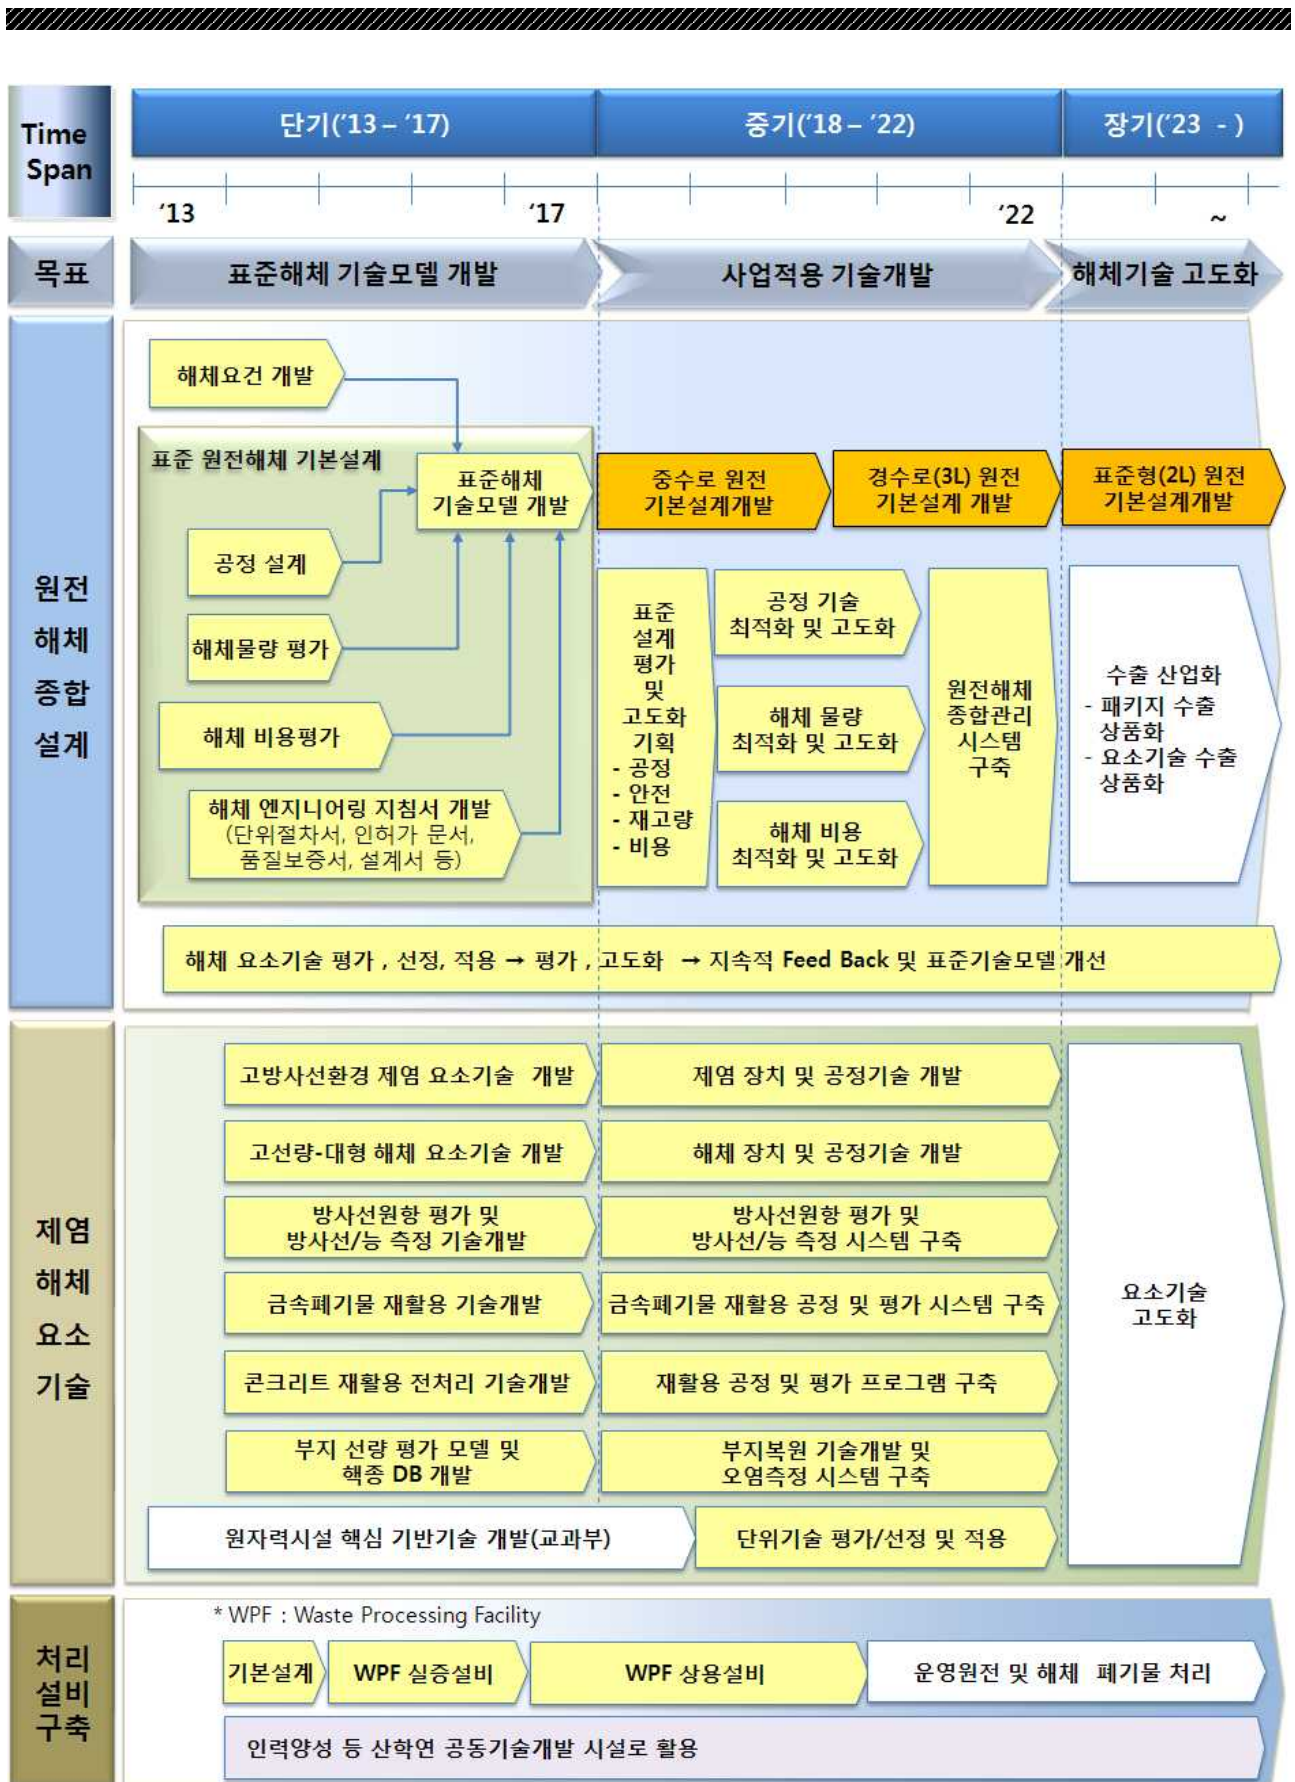 Time
Span
단기(’13 – ’17)
중기(’18 – ’22)
장기(’23 - )
’13
’17
’22
~
목표
표준해체 기술모델 개발
사업적용 기술개발
해체기술 고도화
원전
해체
종합
설계
해체요건 개발
표준 원전해체 기본설계
표준해체
기술모델 개발
공정 설계
해체물량 평가
해체 비용평가
해체 엔지니어링 지침서 개발
(단위절차서, 인허가 문서,
품질보증서, 설계서 등)
중수로 원전
기본설계개발
경수로(3L) 원전
기본설계 개발
표준형(2L) 원전
기본설계개발
표준
설계
평가
및
고도화
기획
- 공정
- 안전
- 재고량
- 비용
공정 기술
최적화 및 고도화
해체 물량
최적화 및 고도화
해체 비용
최적화 및 고도화
원전해체
종합관리
시스템
구축
수출 산업화
- 패키지 수출
상품화
- 요소기술 수출
상품화
해체 요소기술 평가 , 선정, 적용 → 평가 , 고도화 → 지속적 Feed Back 및 표준기술모델 개선
제염
해체
요소
기술
고방사선환경 제염 요소기술 개발
제염 장치 및 공정기술 개발
고선량-대형 해체 요소기술 개발
해체 장치 및 공정기술 개발
방사선원항 평가 및
방사선/능 측정 기술개발
방사선원항 평가 및
방사선/능 측정 시스템 구축
금속폐기물 재활용 기술개발
금속폐기물 재활용 공정 및 평가 시스템 구축
콘크리트 재활용 전처리 기술개발
재활용 공정 및 평가 프로그램 구축
부지 선량 평가 모델 및
핵종 DB 개발
부지복원 기술개발 및
오염측정 시스템 구축
원자력시설 핵심 기반기술 개발(교과부)
단위기술 평가/선정 및 적용
요소기술
고도화
처리
설비
구축
* WPF : Waste Processing Facility
기본설계
WPF 실증설비
WPF 상용설비
운영원전 및 해체 폐기물 처리
인력양성 등 산학연 공동기술개발 시설로 활용